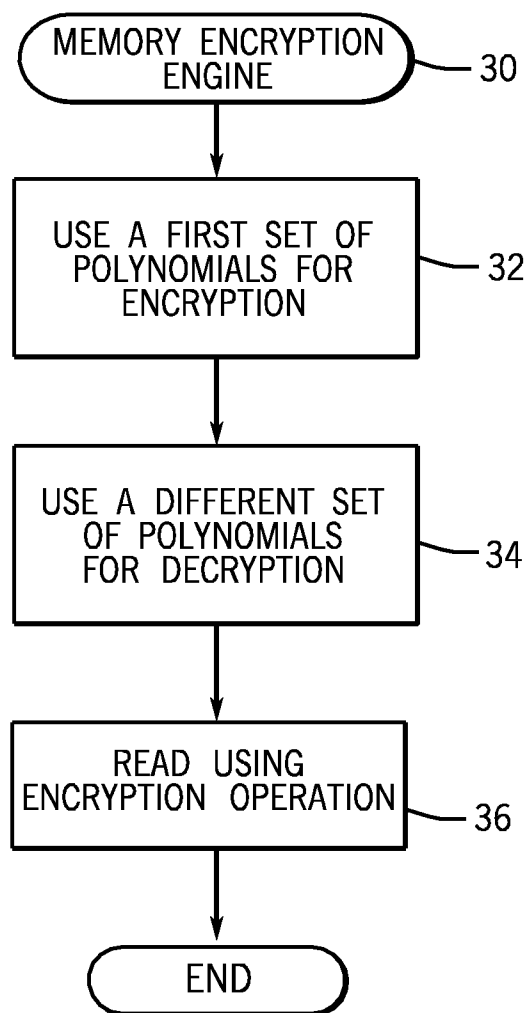 MEMORY ENCRYPTION
ENGINE
30
USE A FIRST SET OF
POLYNOMIALS FOR
ENCRYPTION
32
USE A DIFFERENT SET
OF POLYNOMIALS
FOR DECRYPTION
34
READ USING
ENCRYPTION OPERATION
36
END